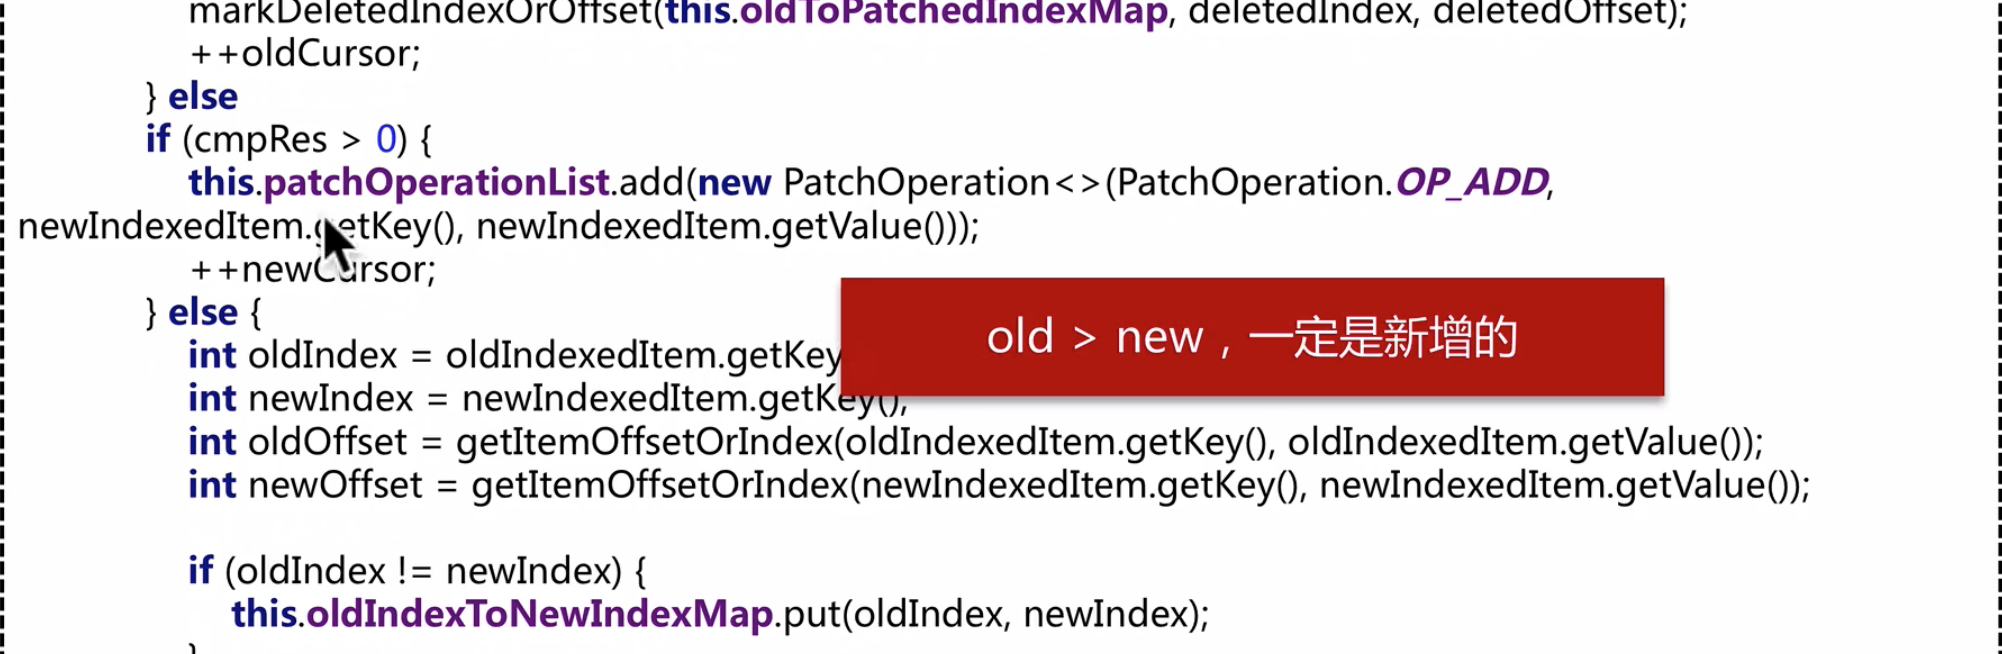 markDeletedIndexOrOffset(this.oldToPatchedIndexMap, deletedIndex, deletedOffset);
++oldCursor;
} else
if (cmpRes > 0) {
this.patchOperationList.add(new PatchOperation<>(PatchOperation.OP_ADD,
newIndexedItem.getKey(), newIndexedItem.getValue()));
++newCursor;
} else {
int oldIndex = oldIndexedItem.getKey
old > new，一定是新增的
int newIndex = newIndexedItem.getKey();
int oldOffset = getItemOffsetOrIndex(oldIndexedItem.getKey(), oldIndexedItem.getValue());
int newOffset = getItemOffsetOrIndex(newIndexedItem.getKey(), newIndexedItem.getValue());
if (oldIndex != newIndex) {
this.oldIndexToNewIndexMap.put(oldIndex, newIndex);
}